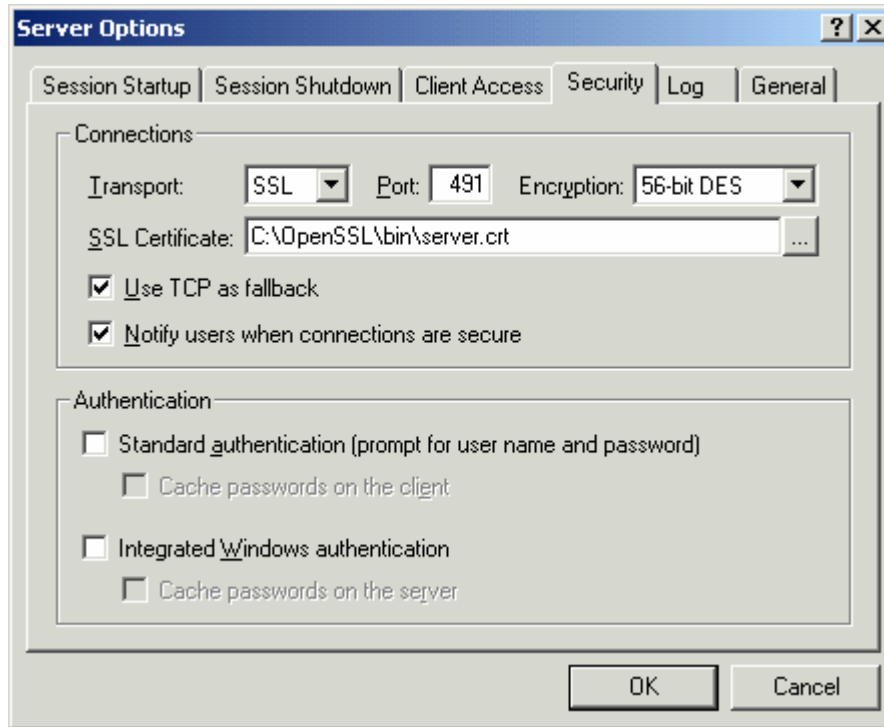 Server Options
Session Startup Session Shutdown Client Access Security Log General
Connections
Transport: SSL Port: 491 Encryption: 56-bit DES
SSL Certificate: C:\OpenSSL\bin\server.crt ...
Use TCP as fallback
Notify users when connections are secure
Authentication
Standard authentication (prompt for user name and password)
Cache passwords on the client
Integrated Windows authentication
Cache passwords on the server
OK Cancel